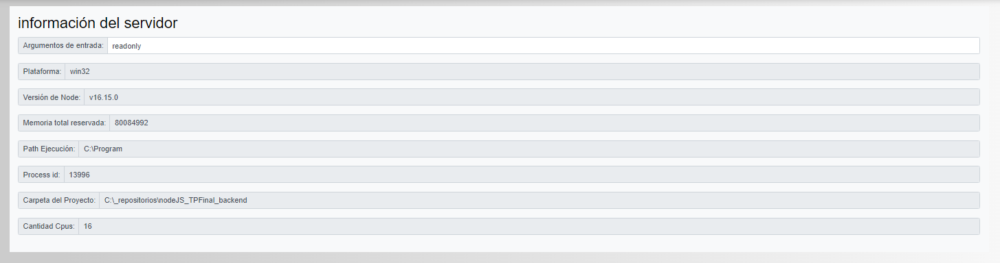 información del servidor
Argumentos de entrada: readonly
Plataforma: win32
Versión de Node: v16.15.0
Memoria total reservada: 80084992
Path Ejecución: C:\Program
Process id: 13996
Carpeta del Proyecto: C:\_repositorios\nodeJS_TPFinal_backend
Cantidad Cpus: 16